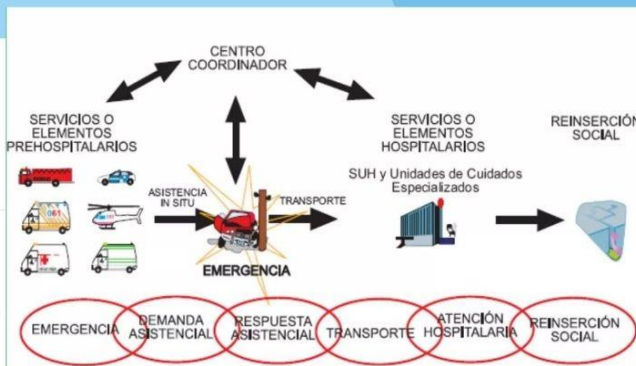 CENTRO
COORDINADOR
SERVICIOS O
ELEMENTOS
PREHOSPITALARIOS
SERVICIOS O
ELEMENTOS
HOSPITALARIOS
REINSERCIÓN
SOCIAL
SUH y Unidades de Cuidados
Especializados
ASISTENCIA
IN SITU
TRANSPORTE
061
EMERGENCIA
EMERGENCIA
DEMANDA
ASISTENCIAL
RESPUESTA
ASISTENCIAL
TRANSPORTE
ATENCIÓN
HOSPITALARIA
REINSERCIÓN
SOCIAL